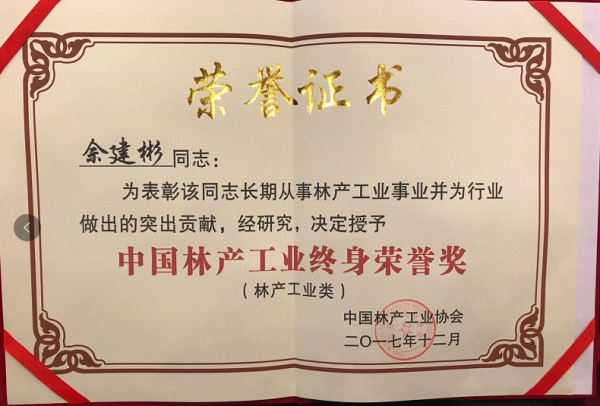 荣誉证书
余建彬同志：
为表彰该同志长期从事林产工业事业并为行业
做出的突出贡献，经研究，决定授予
中国林产工业终身荣誉奖
（林产工业类）
中国林产工业协会
二〇一七年十二月